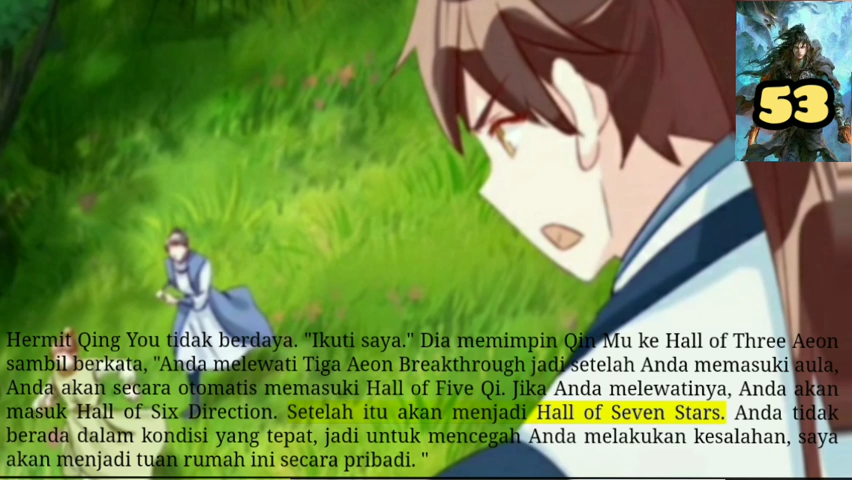 53
Hermit Qing You tidak berdaya. "Ikuti saya." Dia memimpin Qin Mu ke Hall of Three Aeon
sambil berkata, "Anda melewati Tiga Aeon Breakthrough jadi setelah Anda memasuki aula,
Anda akan secara otomatis memasuki Hall of Five Qi. Jika Anda melewatinya, Anda akan
masuk Hall of Six Direction. Setelah itu akan menjadi Hall of Seven Stars. Anda tidak
berada dalam kondisi yang tepat, jadi untuk mencegah Anda melakukan kesalahan, saya
akan menjadi tuan rumah ini secara pribadi. "